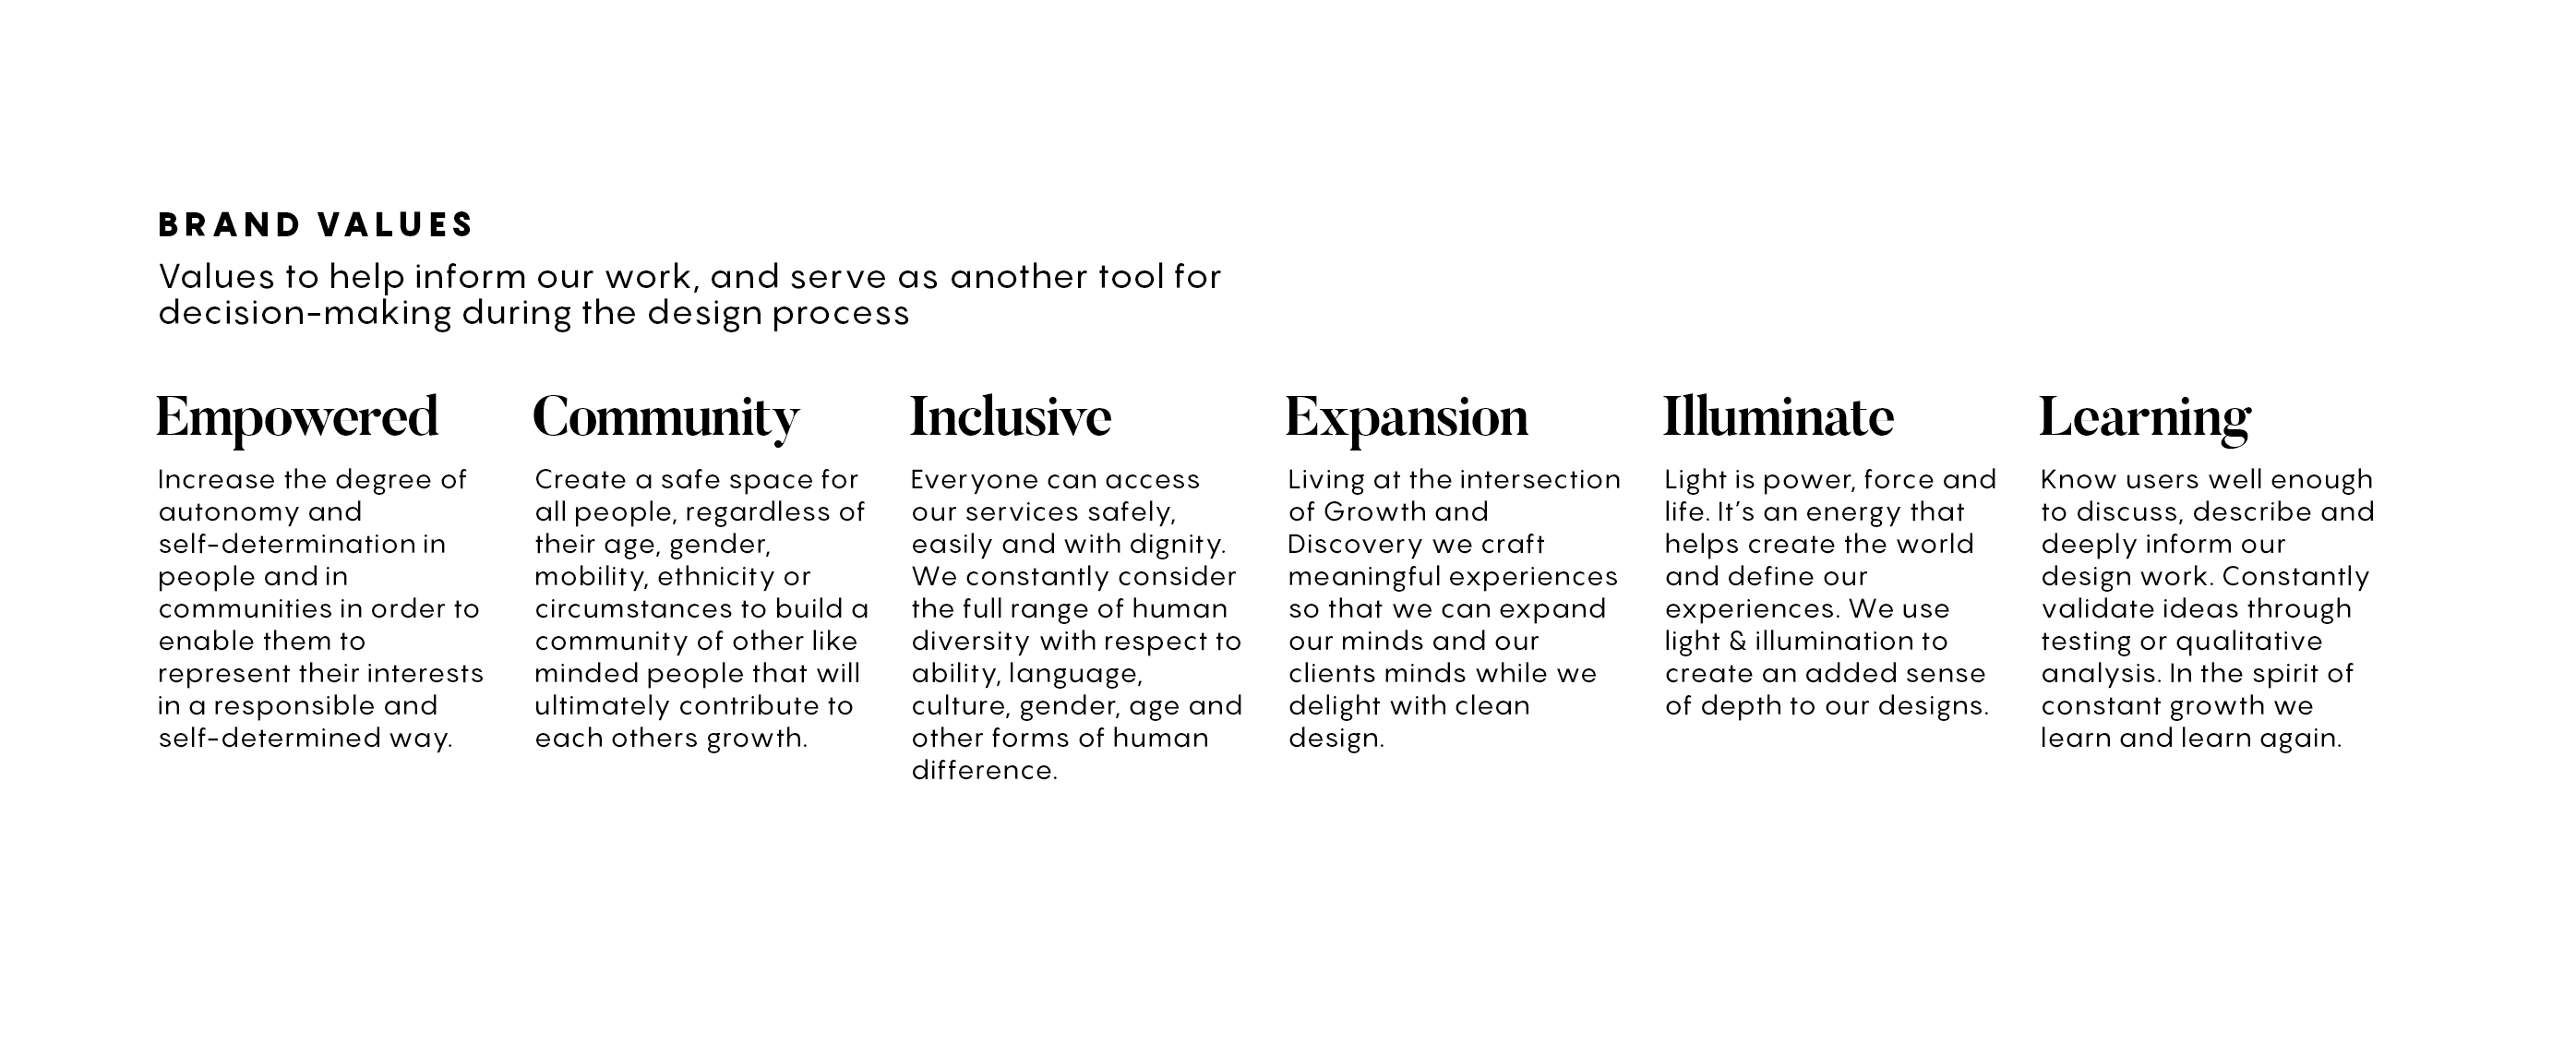 BRAND VALUES
Values to help inform our work, and serve as another tool for
decision-making during the design process
Empowered
Increase the degree of
autonomy and
self-determination in
people and in
communities in order to
enable them to
represent their interests
in a responsible and
self-determined way.
Community
Create a safe space for
all people, regardless of
their age, gender,
mobility, ethnicity or
circumstances to build a
community of other like
minded people that will
ultimately contribute to
each others growth.
Inclusive
Everyone can access
our services safely,
easily and with dignity.
We constantly consider
the full range of human
diversity with respect to
ability, language,
culture, gender, age and
other forms of human
difference.
Expansion
Living at the intersection
of Growth and
Discovery we craft
meaningful experiences
so that we can expand
our minds and our
clients minds while we
delight with clean
design.
Illuminate
Light is power, force and
life. It’s an energy that
helps create the world
and define our
experiences. We use
light & illumination to
create an added sense
of depth to our designs.
Learning
Know users well enough
to discuss, describe and
deeply inform our
design work. Constantly
validate ideas through
testing or qualitative
analysis. In the spirit of
constant growth we
learn and learn again.